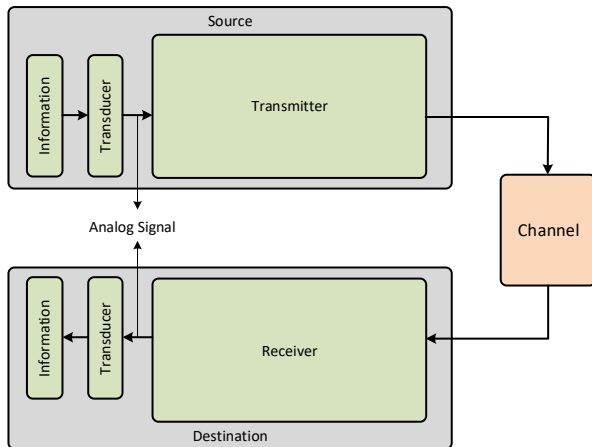 Source
Information
Transducer
Transmitter
Analog Signal
Channel
Information
Transducer
Receiver
Destination